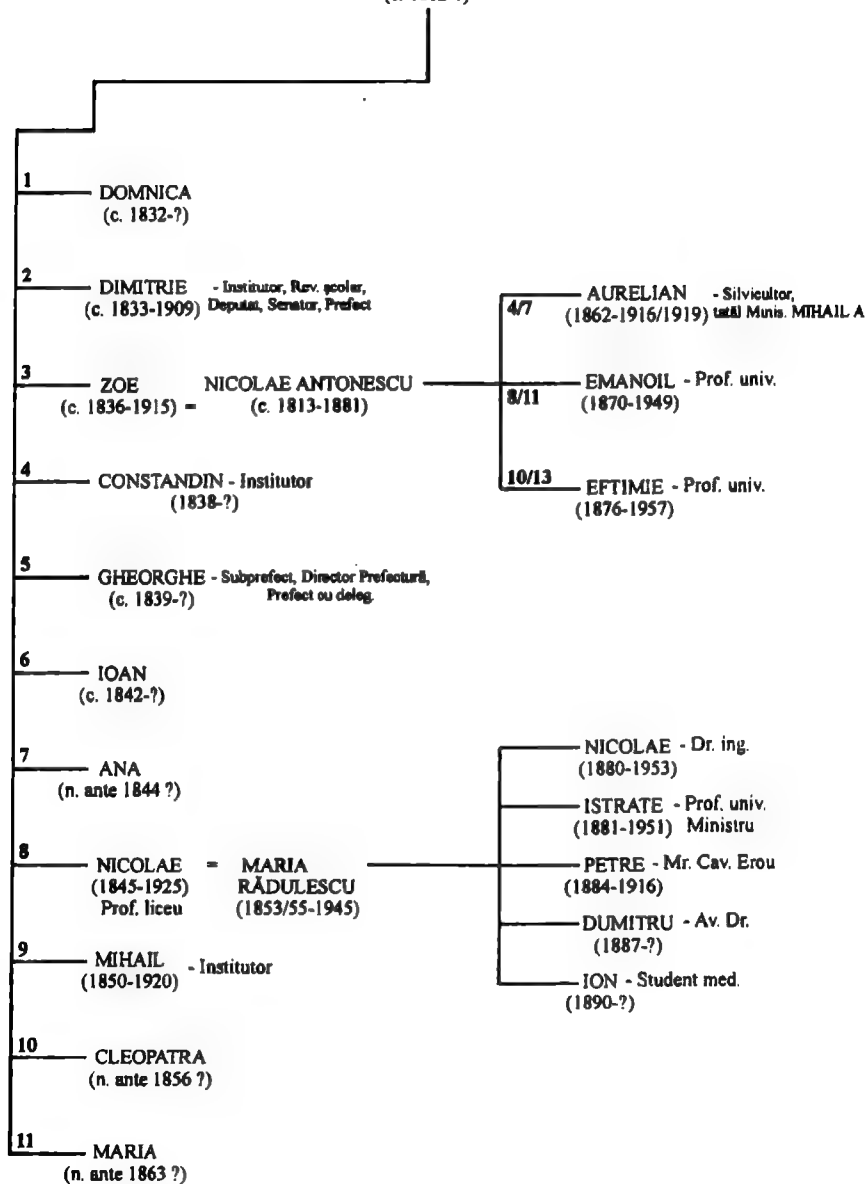 1
DOMNICA
(c. 1832-?)
2
DIMITRIE - Institutor, Rev. școlar,
(c. 1833-1909) Deputat, Senator, Prefect
3
ZOE NICOLAE ANTONESCU
(c. 1836-1915) = (c. 1813-1881)
4/7
AURELIAN - Silvicultor,
(1862-1916/1919) tatăl Minis. MIHAIL A
8/11
EMANOIL - Prof. univ.
(1870-1949)
10/13
EFTIMIE - Prof. univ.
(1876-1957)
4
CONSTANDIN - Institutor
(1838-?)
5
GHEORGHE - Subprefect, Director Prefectură,
(c. 1839-?) Prefect cu deleg.
6
IOAN
(c. 1842-?)
7
ANA
(n. ante 1844 ?)
8
NICOLAE = MARIA
(1845-1925) RĂDULESCU
Prof. liceu (1853/55-1945)
NICOLAE - Dr. ing.
(1880-1953)
ISTRATE - Prof. univ.
(1881-1951) Ministru
PETRE - Mr. Cav. Erou
(1884-1916)
DUMITRU - Av. Dr.
(1887-?)
ION - Student med.
(1890-?)
9
MIHAIL - Institutor
(1850-1920)
10
CLEOPATRA
(n. ante 1856 ?)
11
MARIA
(n. ante 1863 ?)